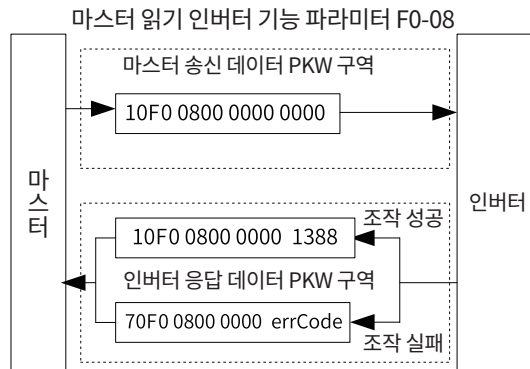 마스터 읽기 인버터 기능 파라미터 F0-08
마스터 송신 데이터 PKW 구역
10F0 0800 0000 0000
마스터
인버터
조작 성공
10F0 0800 0000 1388
인버터 응답 데이터 PKW 구역
70F0 0800 0000 errCode
조작 실패